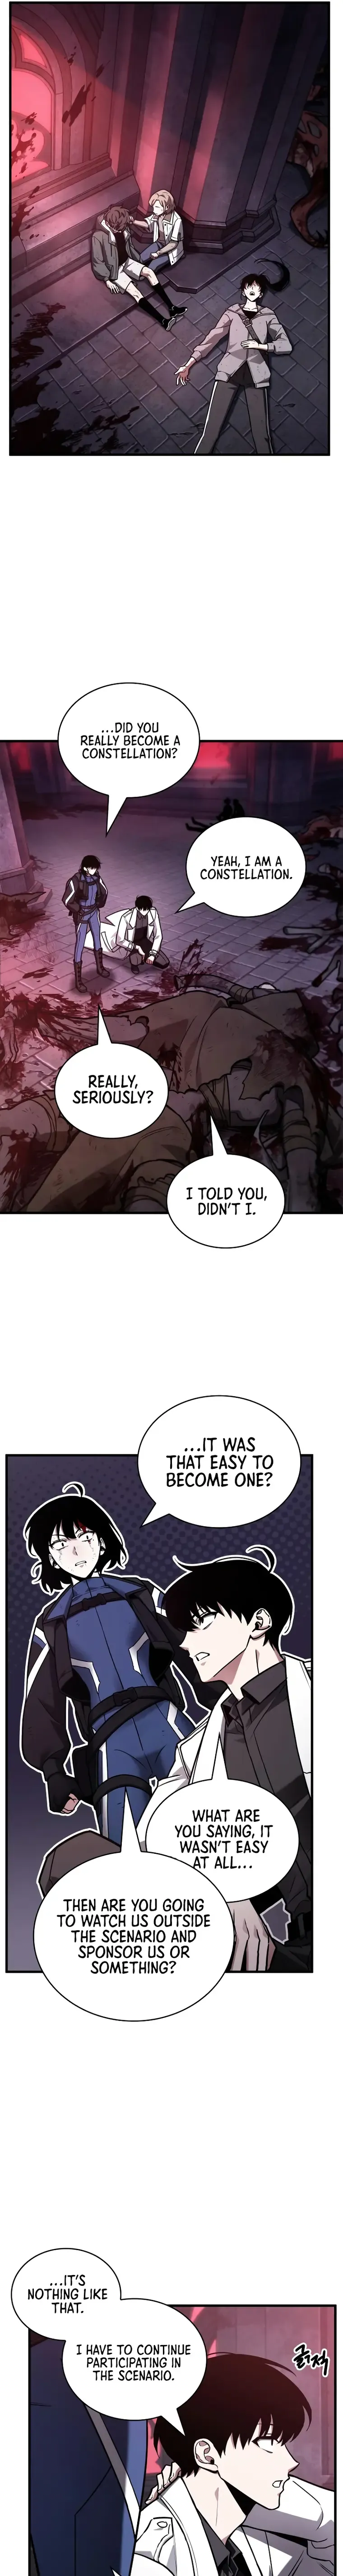 ...DID YOU
REALLY BECOME A
CONSTELLATION?
YEAH, I AM A
CONSTELLATION.
REALLY,
SERIOUSLY?
I TOLD YOU,
DIDN'T I.
...IT WAS
THAT EASY TO
BECOME ONE?
WHAT ARE
YOU SAYING, IT
WASN'T EASY
AT ALL...
THEN ARE YOU GOING
TO WATCH US OUTSIDE
THE SCENARIO AND
SPONSOR US OR
SOMETHING?
...IT'S
NOTHING LIKE
THAT.
I HAVE TO CONTINUE
PARTICIPATING IN
THE SCENARIO.
긁적